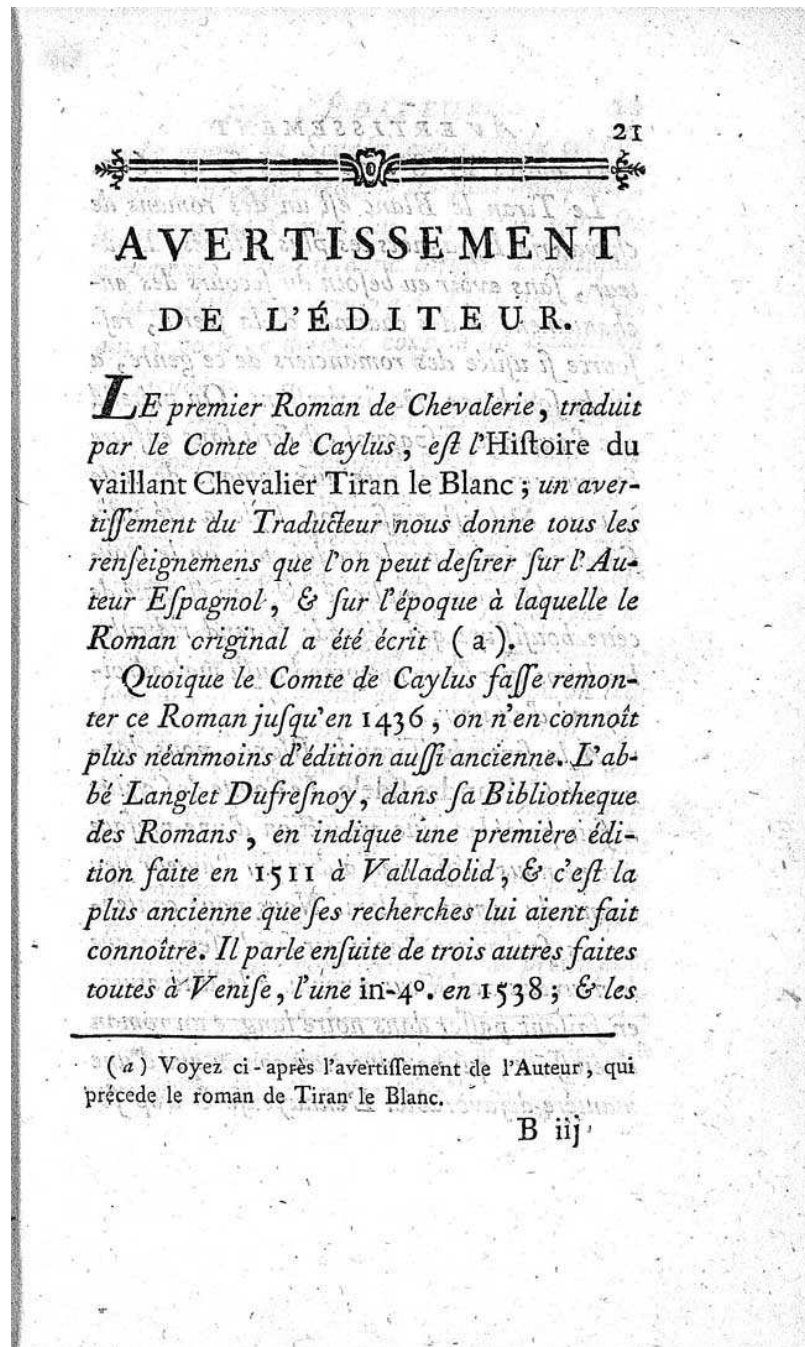 21
AVERTISSEMENT
DE L'ÉDITEUR.
LE premier Roman de Chevalerie, traduit
par le Comte de Caylus, eſt l'Hiſtoire du
vaillant Chevalier Tiran le Blanc; un aver-
tiſſement du Traducteur nous donne tous les
renſeignemens que l'on peut deſirer ſur l'Au-
teur Eſpagnol, & ſur l'époque à laquelle le
Roman original a été écrit (a).
Quoique le Comte de Caylus faſſe remon-
ter ce Roman juſqu'en 1436, on n'en connoît
plus néanmoins d'édition auſſi ancienne. L'ab-
bé Langlet Dufreſnoy, dans ſa Bibliotheque
des Romans, en indique une première édi-
tion faite en 1511 à Valladolid, & c'eſt la
plus ancienne que ſes recherches lui aient fait
connoître. Il parle enſuite de trois autres faites
toutes à Veniſe, l'une in-4°. en 1538; & les
(a) Voyez ci-après l'avertiſſement de l'Auteur, qui
précede le roman de Tiran le Blanc.
B iij